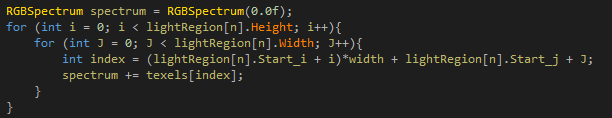 RGBSpectrum spectrum = RGBSpectrum(0.0f);
for (int i = 0; i < lightRegion[n].Height; i++){
for (int J = 0; J < lightRegion[n].Width; J++){
int index = (lightRegion[n].Start_i + i)*width + lightRegion[n].Start_j + J;
spectrum += texels[index];
}
}